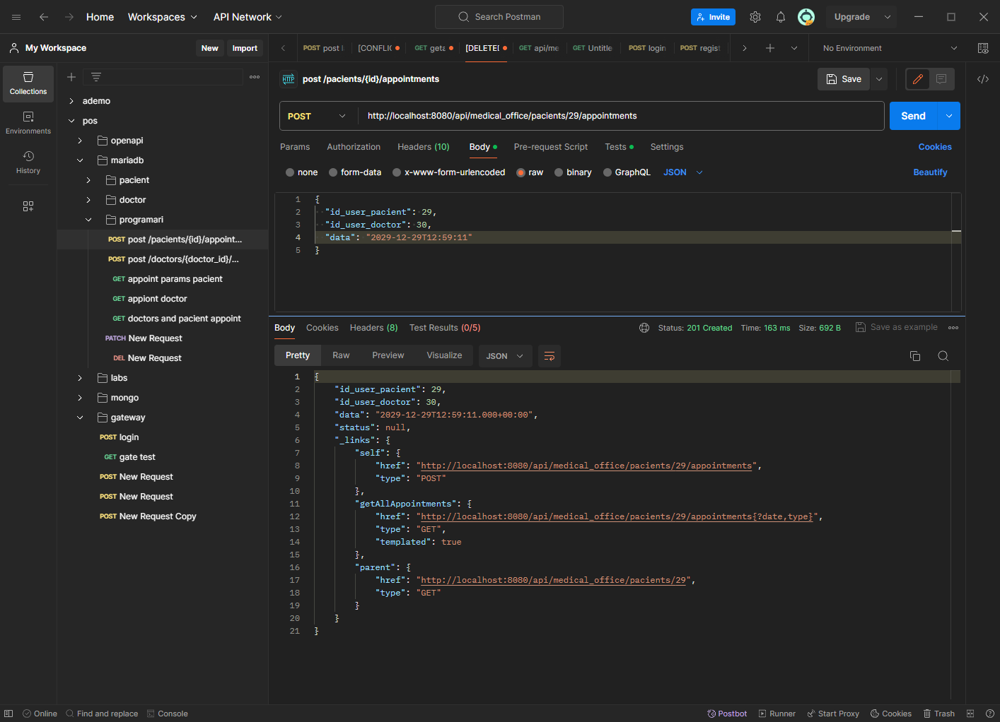 Home Workspaces API Network Search Postman Invite Upgrade
My Workspace New Import
POST post [CONFLIC GET geta [DELETE GET api/me GET Untitle POST login POST regist No Environment
Collections
Environments
History
ademo
pos
openapi
mariadb
pacient
doctor
programari
POST post /pacients/{id}/appoint...
POST post /doctors/{doctor_id}/...
GET appoint params pacient
GET appiont doctor
GET doctors and pacient appoint
PATCH New Request
DEL New Request
labs
mongo
gateway
POST login
GET gate test
POST New Request
POST New Request
POST New Request Copy
HTTP post /pacients/{id}/appointments Save
POST http://localhost:8080/api/medical_office/pacients/29/appointments Send
Params Authorization Headers (10) Body Pre-request Script Tests Settings Cookies
none form-data x-www-form-urlencoded raw binary GraphQL JSON Beautify
1 {
2 "id_user_pacient": 29,
3 "id_user_doctor": 30,
4 "data": "2029-12-29T12:59:11"
5 }
Body Cookies Headers (8) Test Results (0/5) Status: 201 Created Time: 163 ms Size: 692 B Save as example
Pretty Raw Preview Visualize JSON
1 {
2 "id_user_pacient": 29,
3 "id_user_doctor": 30,
4 "data": "2029-12-29T12:59:11.000+00:00",
5 "status": null,
6 "_links": {
7 "self": {
8 "href": "http://localhost:8080/api/medical_office/pacients/29/appointments",
9 "type": "POST"
10 },
11 "getAllAppointments": {
12 "href": "http://localhost:8080/api/medical_office/pacients/29/appointments{?date,type}",
13 "type": "GET",
14 "templated": true
15 },
16 "parent": {
17 "href": "http://localhost:8080/api/medical_office/pacients/29",
18 "type": "GET"
19 }
20 }
21 }
Online Find and replace Console Postbot Runner Start Proxy Cookies Trash